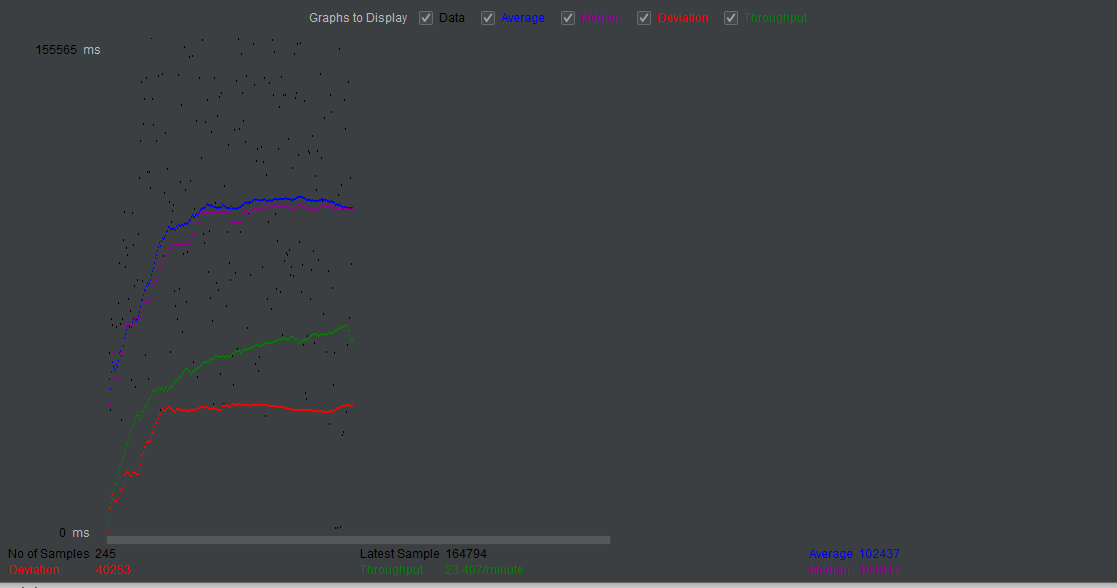 Graphs to Display Data Average Median Deviation Throughput
155565 ms
0 ms
No of Samples 245 Latest Sample 164794 Average 102437
Deviation 40253 Throughput 23.407/minute Median